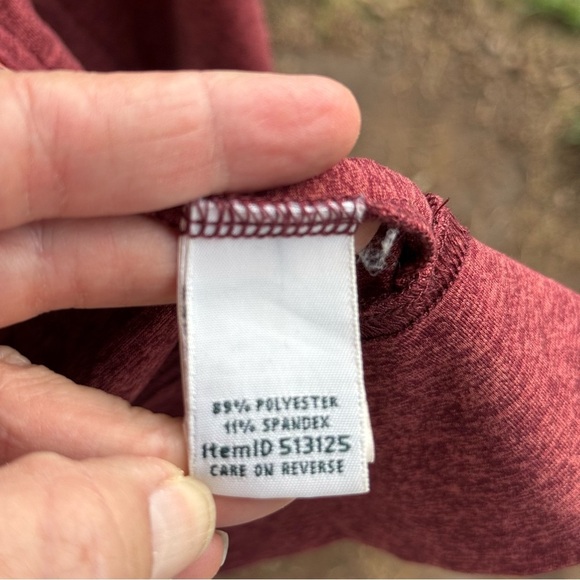 89% POLYESTER
11% SPANDEX
ItemID 513125
CARE ON REVERSE